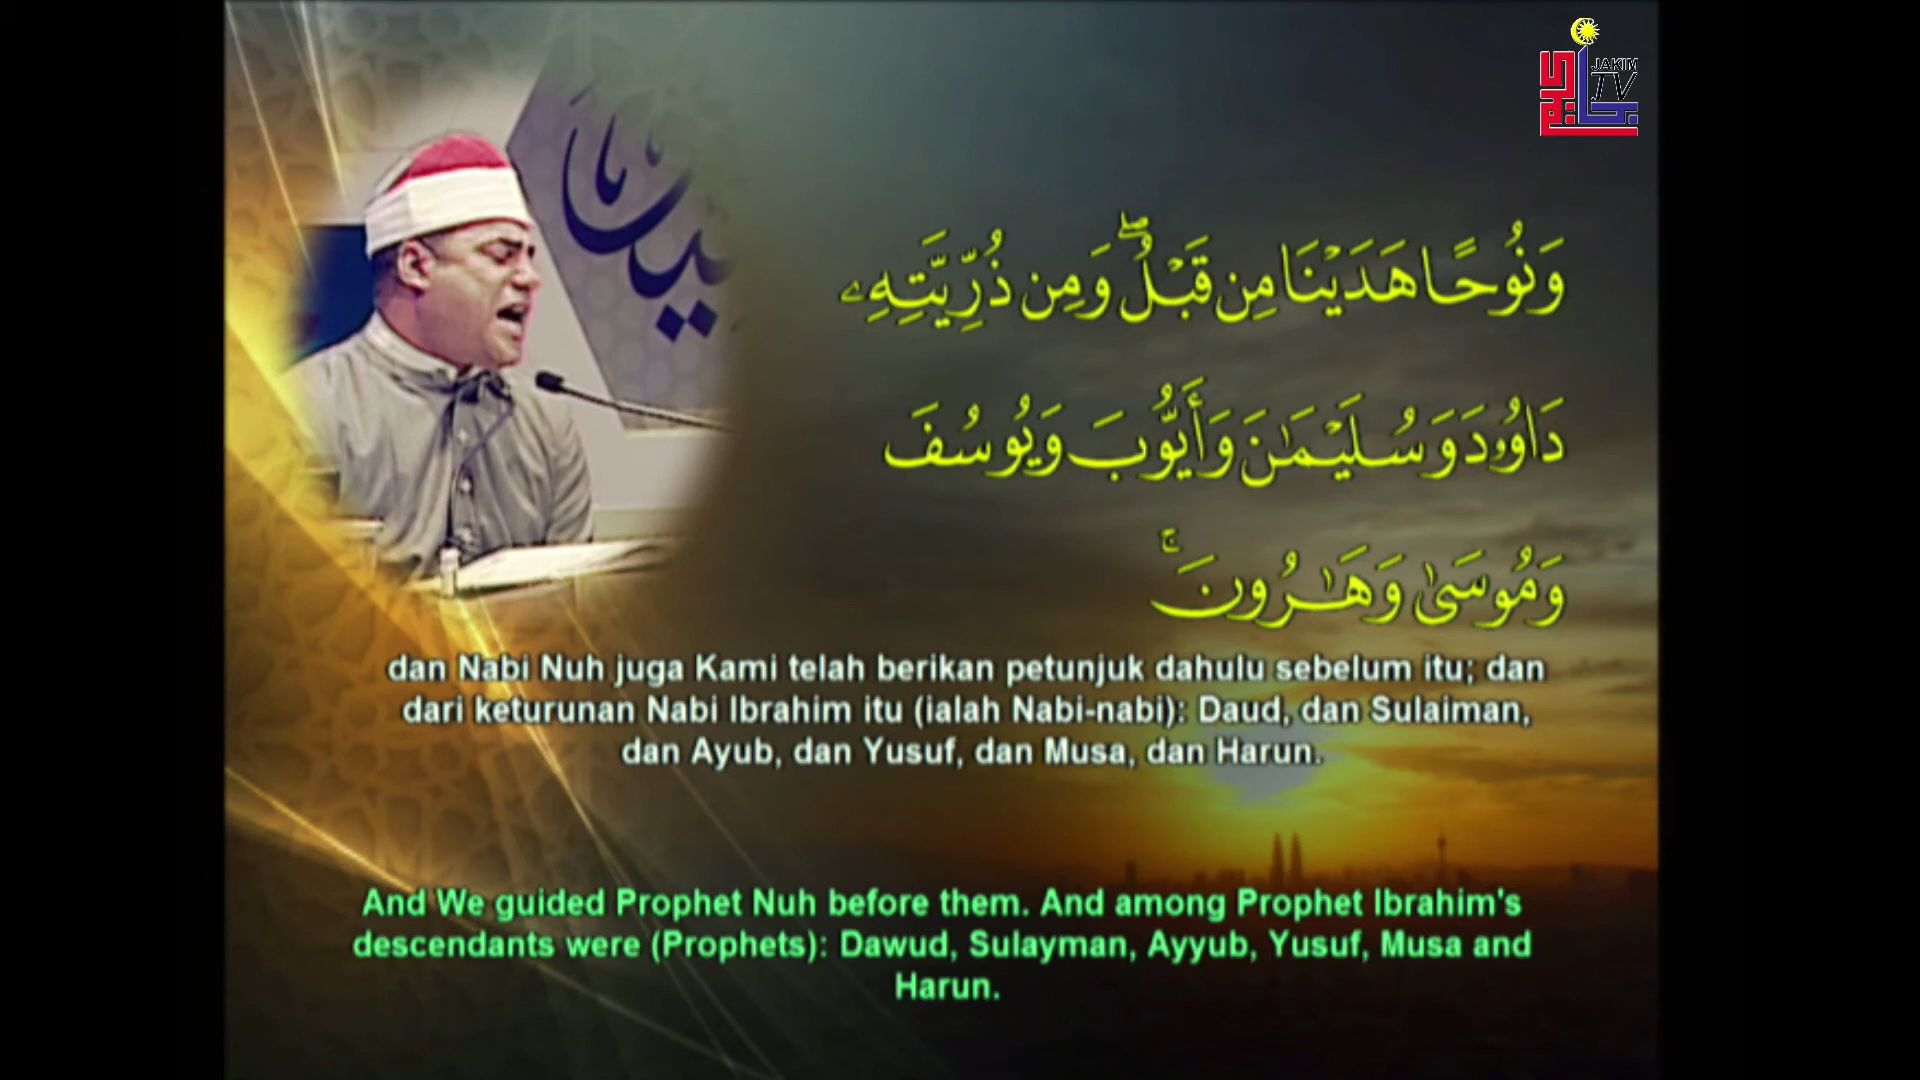 JAKIM
TV
وَنُوحًا هَدَيْنَا مِن قَبْلُ ۖ وَمِن ذُرِّيَّتِهِۦ
دَاوُۥدَ وَسُلَيْمَـٰنَ وَأَيُّوبَ وَيُوسُفَ
وَمُوسَىٰ وَهَـٰرُونَ ۚ
dan Nabi Nuh juga Kami telah berikan petunjuk dahulu sebelum itu; dan
dari keturunan Nabi Ibrahim itu (ialah Nabi-nabi): Daud, dan Sulaiman,
dan Ayub, dan Yusuf, dan Musa, dan Harun.
And We guided Prophet Nuh before them. And among Prophet Ibrahim's
descendants were (Prophets): Dawud, Sulayman, Ayyub, Yusuf, Musa and
Harun.